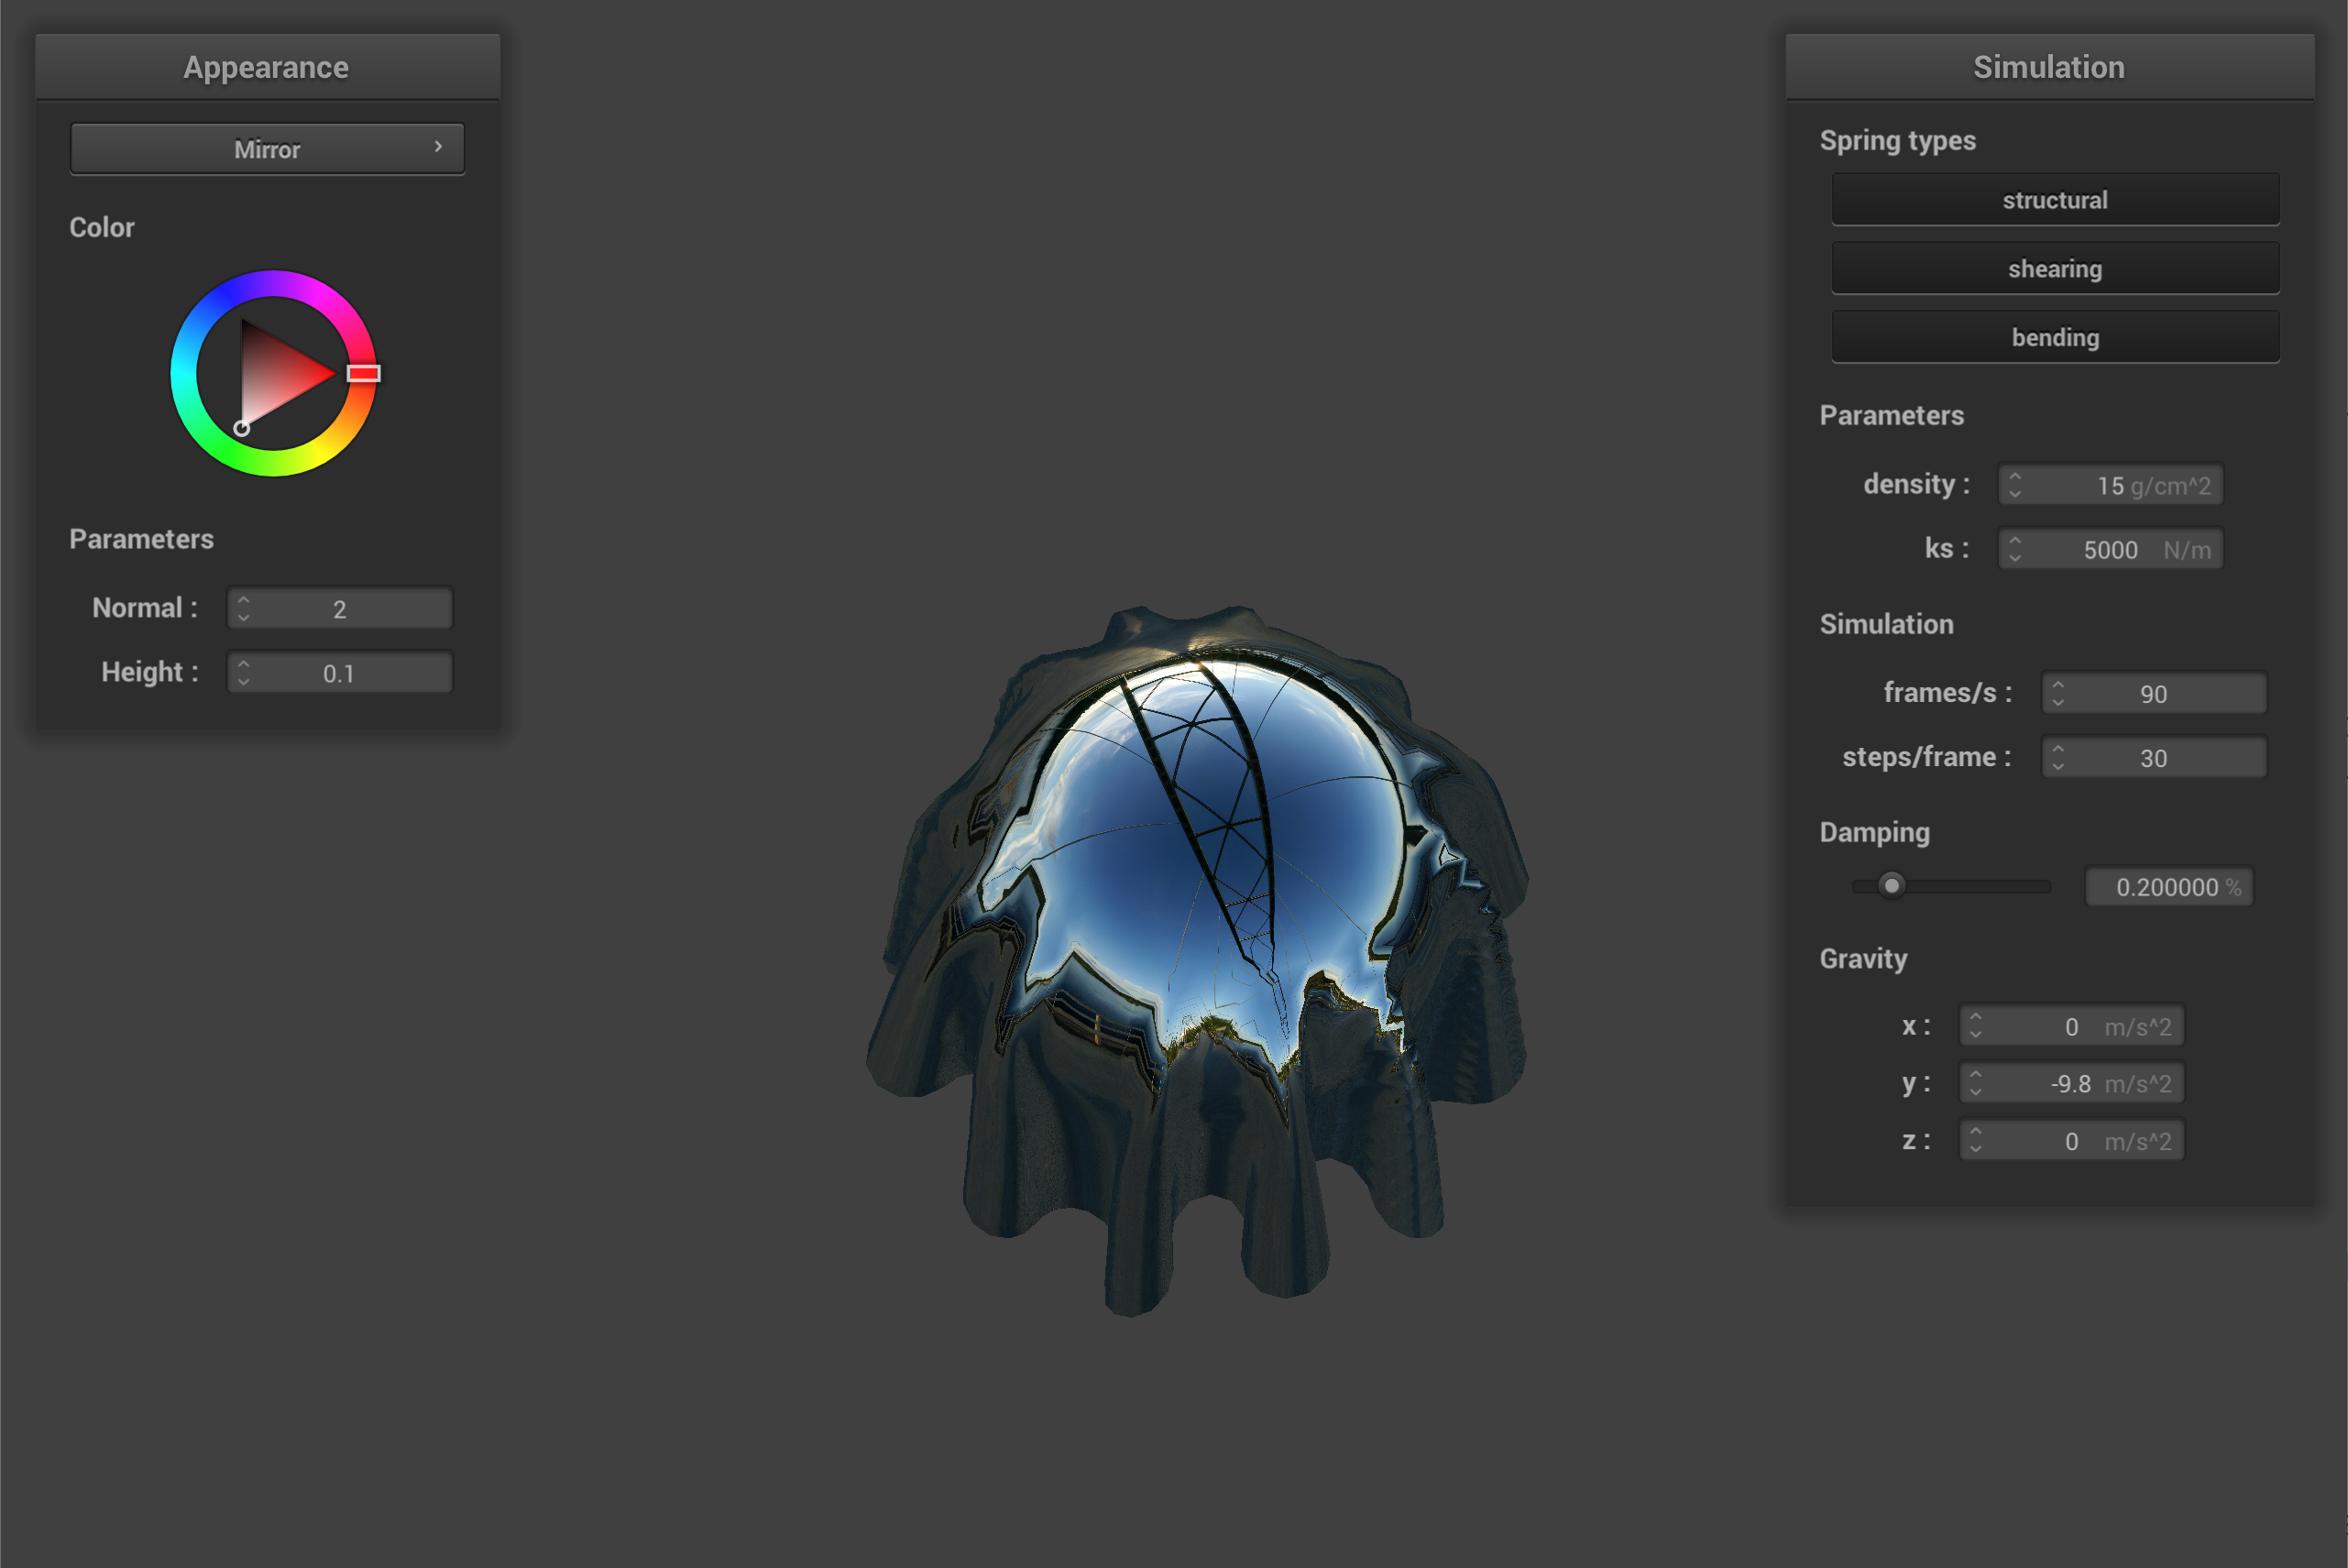 Appearance
Mirror
Color
Parameters
Normal : 2
Height : 0.1
Simulation
Spring types
structural
shearing
bending
Parameters
density : 15 g/cm^2
ks : 5000 N/m
Simulation
frames/s : 90
steps/frame : 30
Damping
0.200000 %
Gravity
x : 0 m/s^2
y : -9.8 m/s^2
z : 0 m/s^2